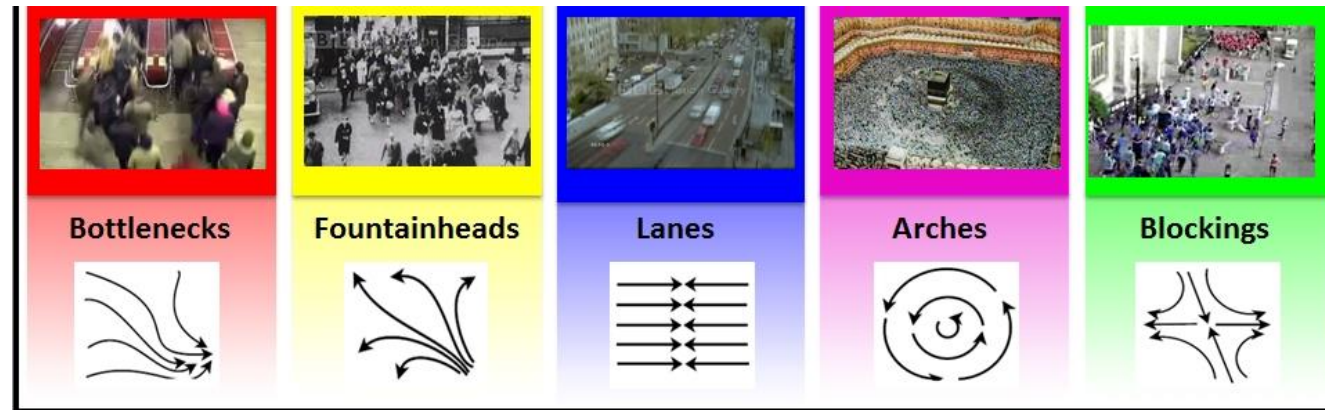 Bottlenecks
Fountainheads
Lanes
Arches
Blockings